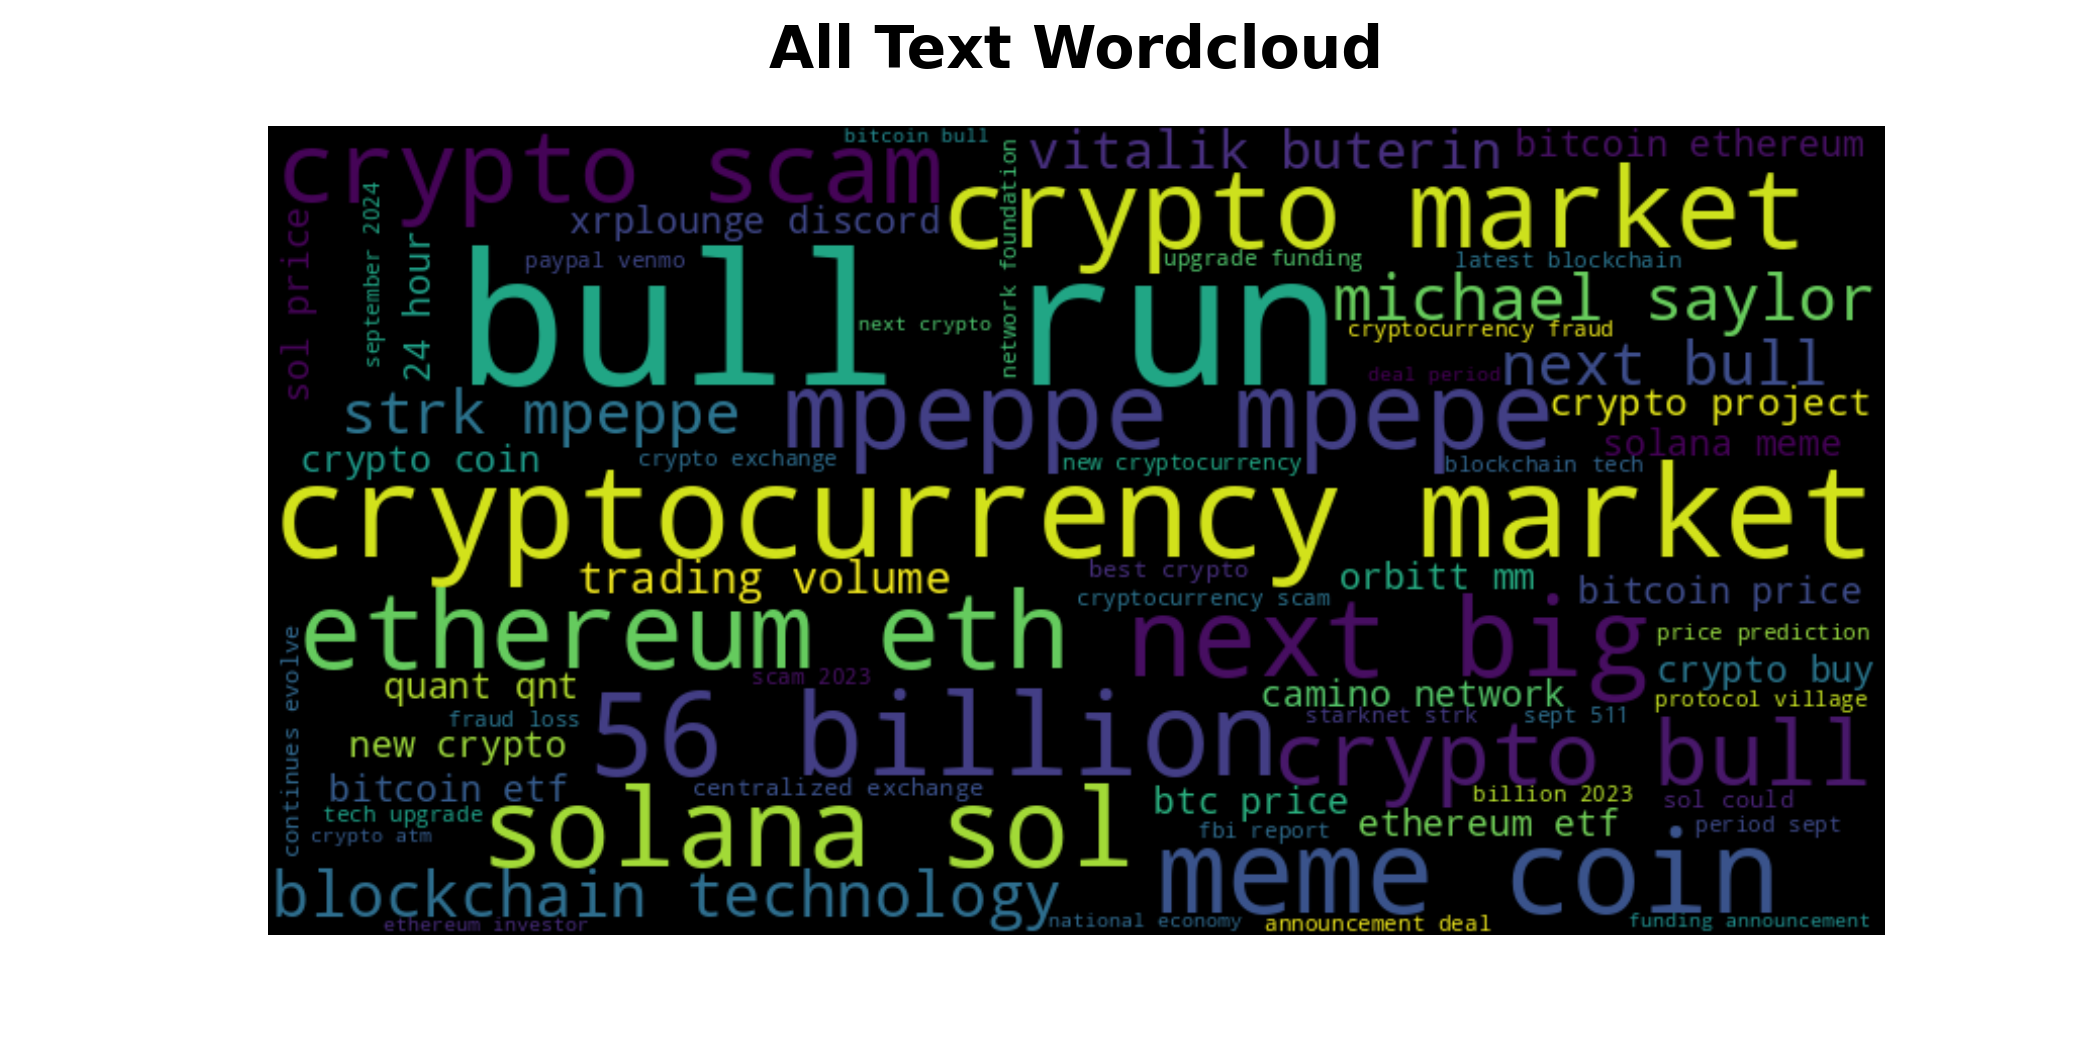 All Text Wordcloud
bitcoin bull
crypto scam
vitalik buterin
bitcoin ethereum
crypto market
xrplounge discord
september 2024
24 hour
sol price
network foundation
paypal venmo
upgrade funding
latest blockchain
bull run
michael saylor
next crypto
cryptocurrency fraud
next bull
deal period
strk mpeppe
mpeppe mpepe
crypto project
solana meme
crypto coin
crypto exchange
new cryptocurrency
blockchain tech
cryptocurrency market
trading volume
best crypto
orbitt mm
bitcoin price
cryptocurrency scam
ethereum eth
next big
price prediction
continues evolve
scam 2023
crypto buy
quant qnt
camino network
protocol village
fraud loss
56 billion
starknet strk
sept 511
new crypto
crypto bull
bitcoin etf
centralized exchange
btc price
billion 2023
sol could
tech upgrade
solana sol
fbi report
ethereum etf
period sept
crypto atm
meme coin
blockchain technology
ethereum investor
national economy
announcement deal
funding announcement